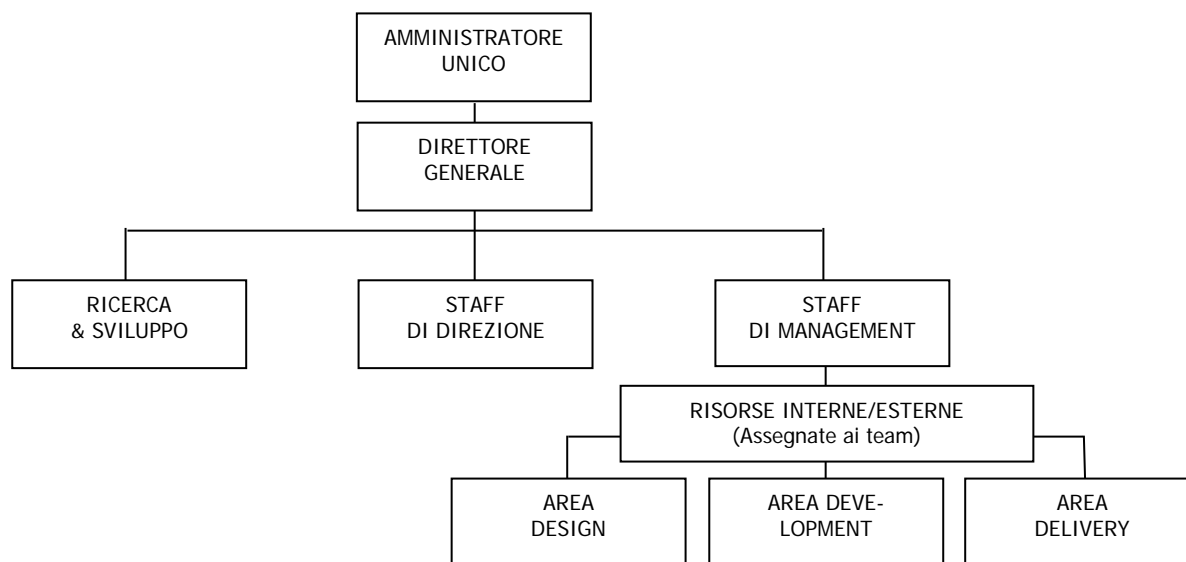 AMMINISTRATORE
UNICO
DIRETTORE
GENERALE
RICERCA
& SVILUPPO
STAFF
DI DIREZIONE
STAFF
DI MANAGEMENT
RISORSE INTERNE/ESTERNE
(Assegnate ai team)
AREA
DESIGN
AREA DEVE-
LOPMENT
AREA
DELIVERY